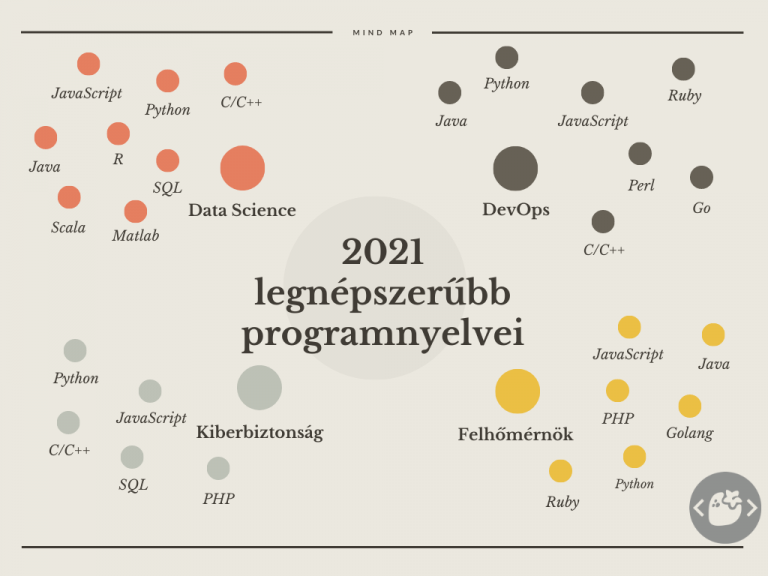 MIND MAP
JavaScript
Python
C/C++
Java
R
SQL
Scala
Matlab
Data Science
Python
Java
JavaScript
Ruby
Perl
Go
C/C++
DevOps
2021
legnépszerűbb
programnyelvei
Python
JavaScript
C/C++
SQL
PHP
Kiberbiztonság
JavaScript
Java
PHP
Golang
Python
Ruby
Felhőmérnök